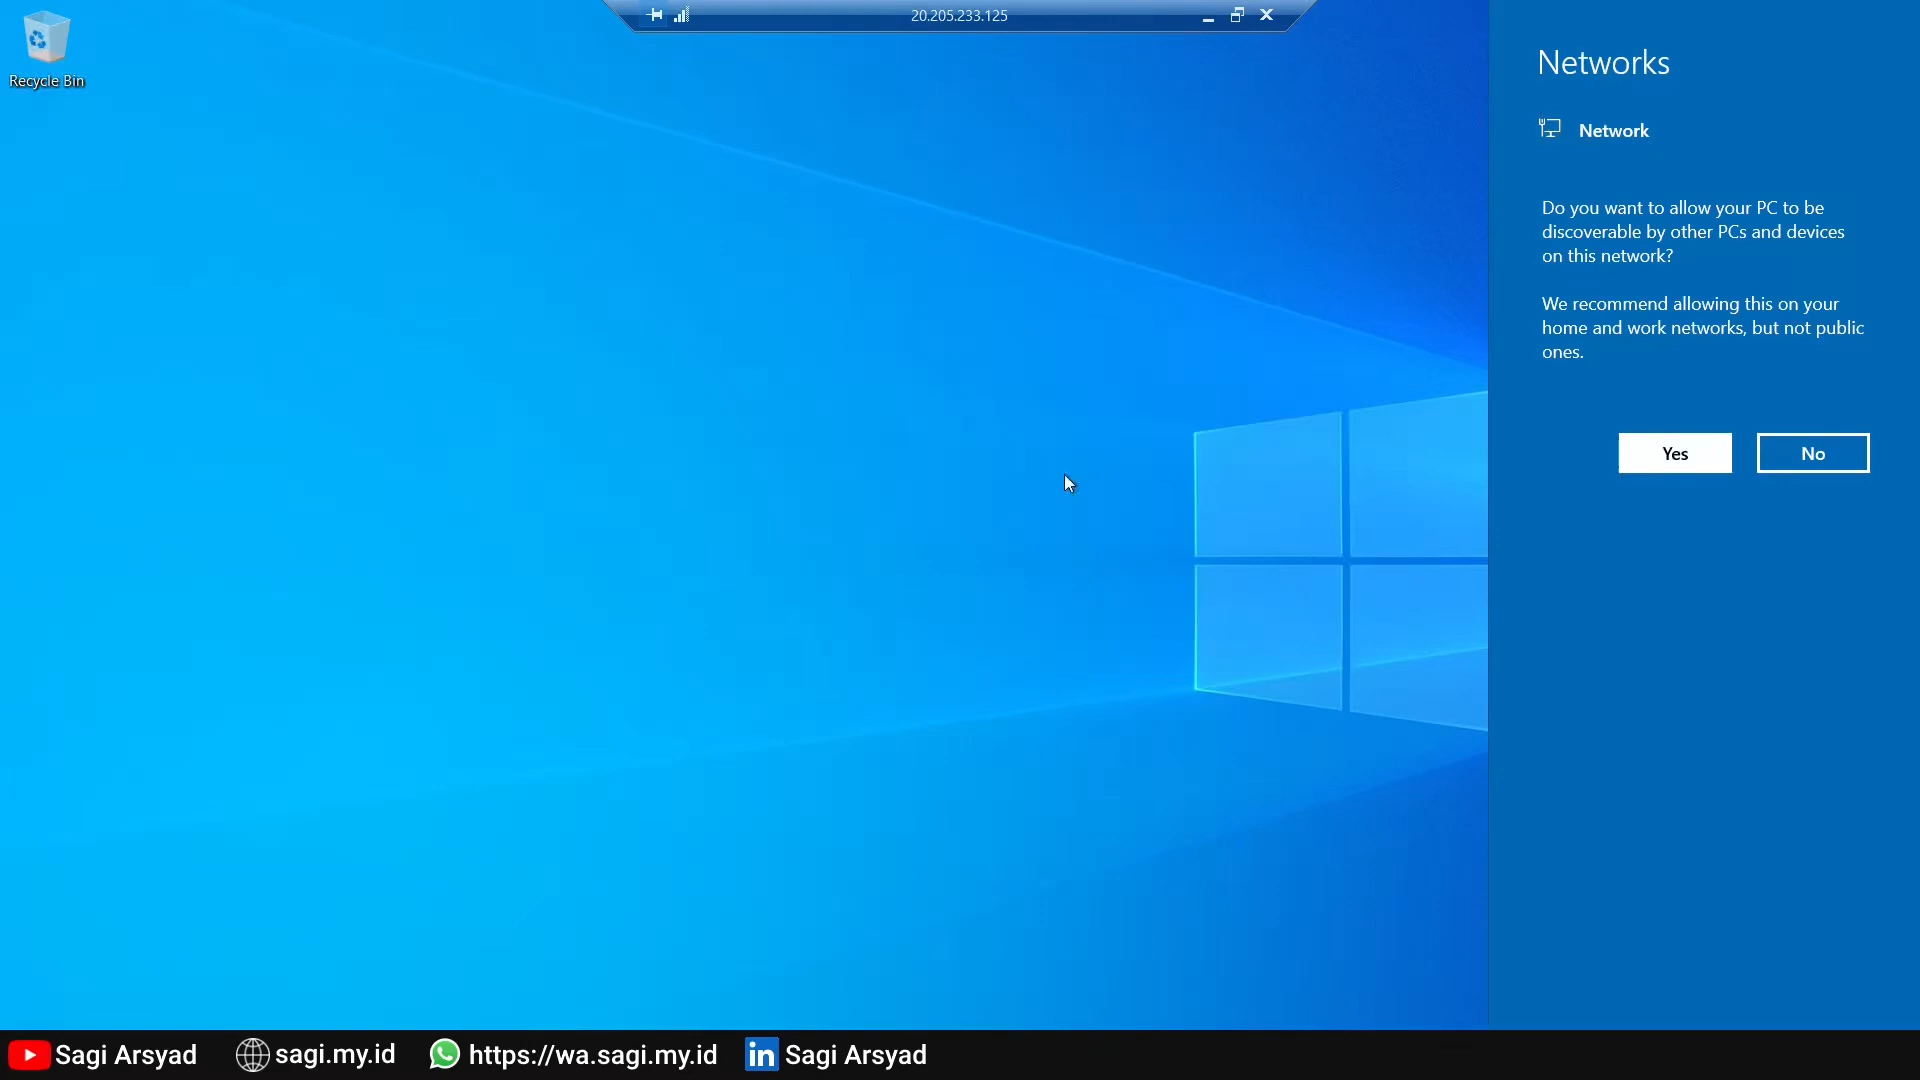 20.205.233.125
Recycle Bin
Networks
Network
Do you want to allow your PC to be
discoverable by other PCs and devices
on this network?
We recommend allowing this on your
home and work networks, but not public
ones.
Yes
No
Sagi Arsyad
sagi.my.id
https://wa.sagi.my.id
in
Sagi Arsyad